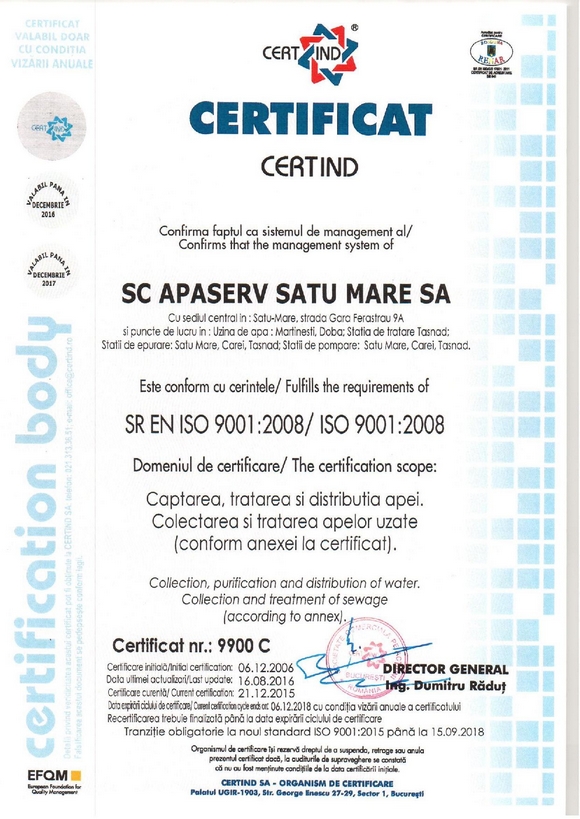 CERTIFICAT
VALABIL DOAR
CU CONDITIA
VIZĂRII ANUALE
CERT IND ®
CERT IND
VALABIL PANA IN
DECEMBRIE
2016
VALABIL PANA IN
DECEMBRIE
2017
certification body
EFQM
European Foundation for
Quality Management
RENAR
CERTIFICAT
CERTIND
Confirma faptul ca sistemul de management al/
Confirms that the management system of
SC APASERV SATU MARE SA
Cu sediul central in : Satu-Mare, strada Gara Ferastrau 9A
si puncte de lucru in : Uzina de apa : Martinesti, Doba; Statia de tratare Tasnad;
Statii de epurare: Satu Mare, Carei, Tasnad; Statii de pompare: Satu Mare, Carei, Tasnad.
Este conform cu cerintele/ Fulfills the requirements of
SR EN ISO 9001:2008/ ISO 9001:2008
Domeniul de certificare/ The certification scope:
Captarea, tratarea si distributia apei.
Colectarea si tratarea apelor uzate
(conform anexei la certificat).
Collection, purification and distribution of water.
Collection and treatment of sewage
(according to annex).
Certificat nr.: 9900 C
Certificare initială/Initial certification: 06.12.2006
Data ultimei actualizari/Last update: 16.08.2016
Certificare curentă/ Current certification: 21.12.2015
Data expirării ciclului de certificare/ Current certification cycle ends on: 06.12.2018 cu condiția vizării anuale a certificatului
Recertificarea trebuie finalizată până la data expirării ciclului de certificare
Tranziție obligatorie la noul standard ISO 9001:2015 până la 15.09.2018
DIRECTOR GENERAL
Ing. Dumitru Răduț
BUCUREȘTI
ROMANIA
Organismul de certificare își rezervă dreptul de a suspenda, retrage sau anula
prezentul certificat dacă, la auditurile de supraveghere se constată
că nu au fost menținute condițiile de la data certificării inițiale.
CERTIND SA - ORGANISM DE CERTIFICARE
Palatul UGIR-1903, Str. George Enescu 27-29, Sector 1, București